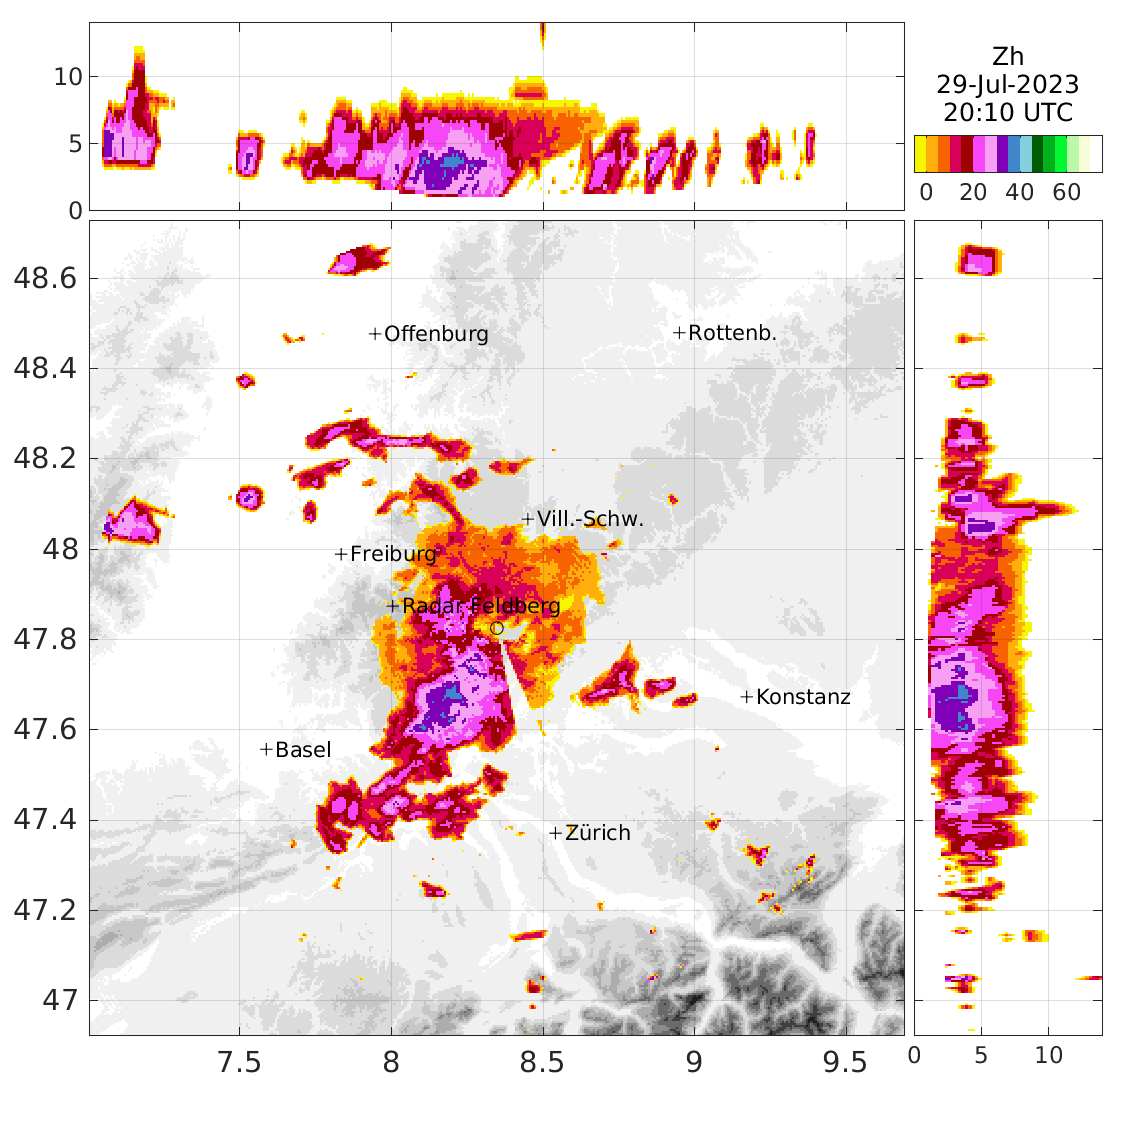 10
5
0
Zh
29-Jul-2023
20:10 UTC
0 20 40 60
48.6
48.4
48.2
48
47.8
47.6
47.4
47.2
47
+Offenburg
+Rottenb.
+Vill.-Schw.
+Freiburg
+Radar Feldberg
+Konstanz
+Basel
+Zürich
7.5 8 8.5 9 9.5
0 5 10